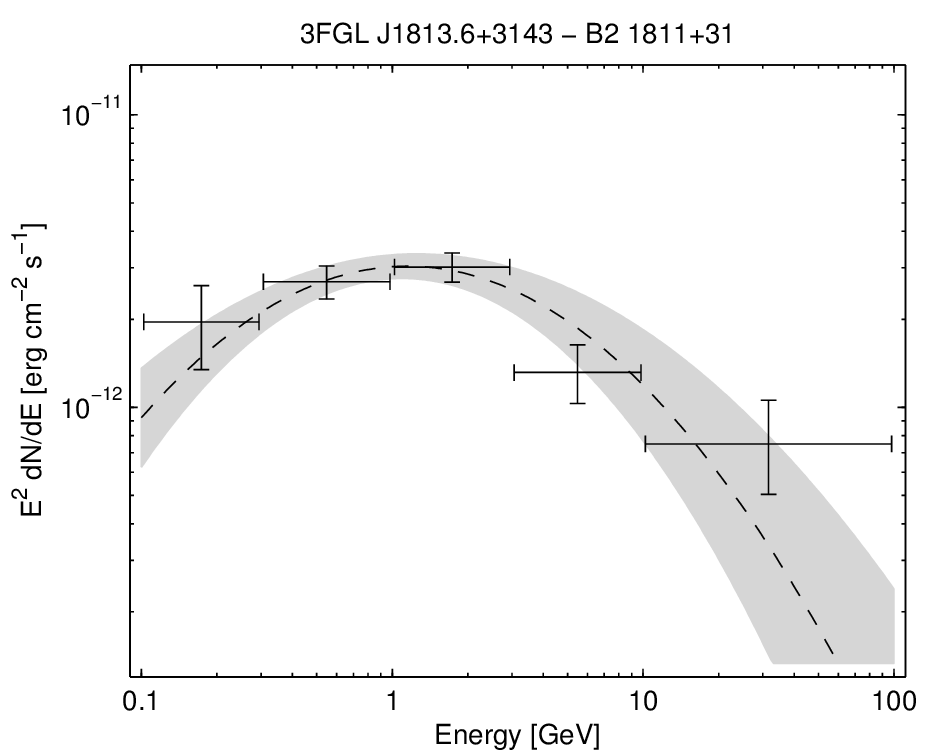 3FGL J1813.6+3143 − B2 1811+31
10⁻¹¹
10⁻¹²
E² dN/dE [erg cm⁻² s⁻¹]
0.1 1 10 100
Energy [GeV]